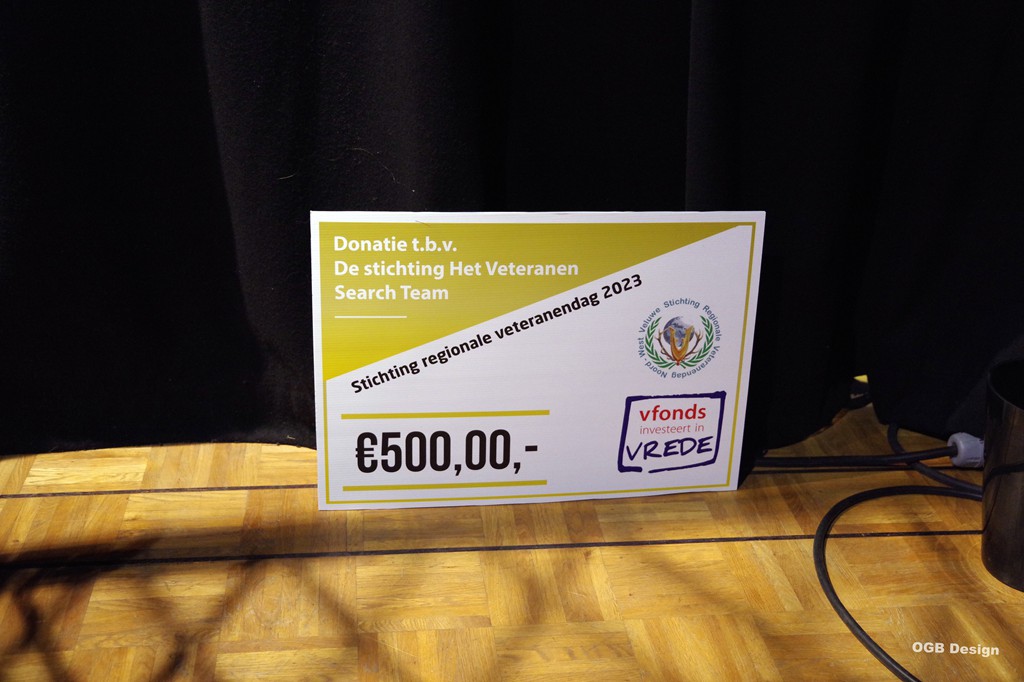 Donatie t.b.v.
De stichting Het Veteranen
Search Team
Stichting regionale veteranendag 2023
Noord-West Veluwe Stichting Regionale Veteranendag
€500,00,-
vfonds
investeert in
VREDE
OGB Design